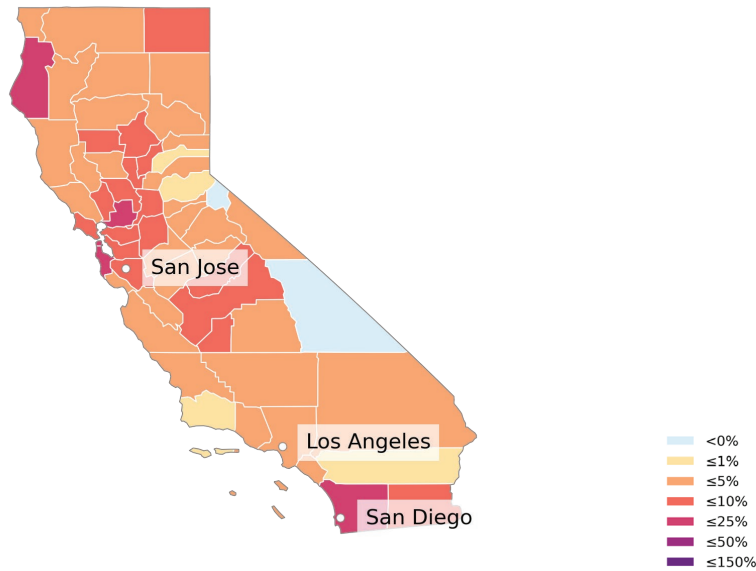 San Jose
Los Angeles
San Diego
<0%
≤1%
≤5%
≤10%
≤25%
≤50%
≤150%